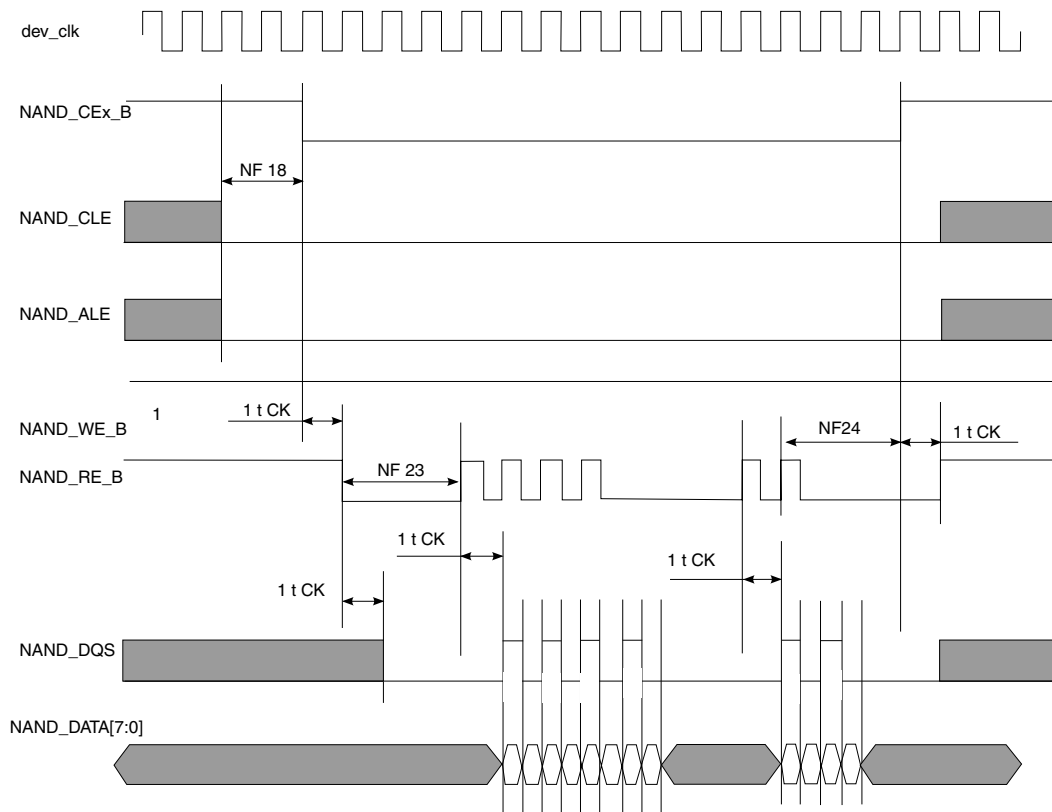 dev_clk
NAND_CEx_B
NF 18
NAND_CLE
NAND_ALE
1
1 t CK
NAND_WE_B
NF24
1 t CK
NAND_RE_B
NF 23
1 t CK
1 t CK
1 t CK
NAND_DQS
NAND_DATA[7:0]